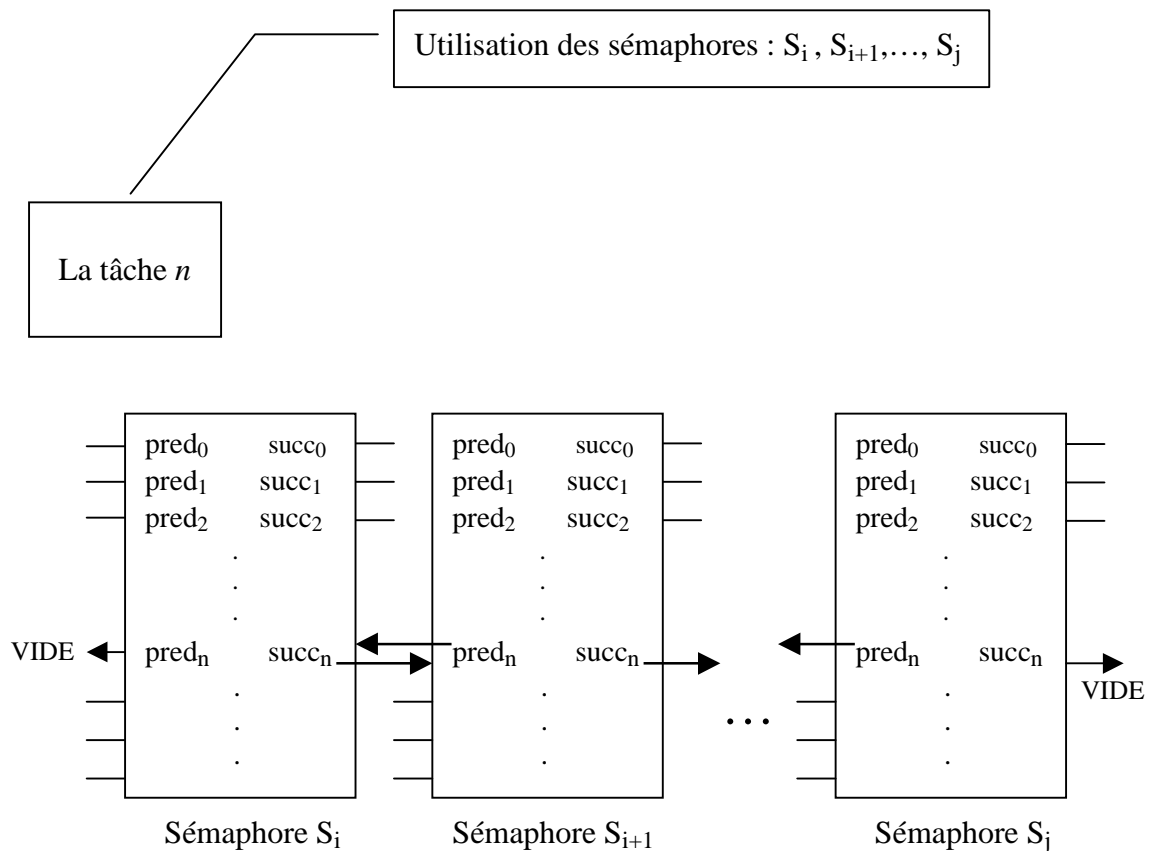 Utilisation des sémaphores : Sᵢ , Sᵢ₊₁,…, Sⱼ
La tâche n
pred₀ succ₀ pred₀ succ₀ pred₀ succ₀
pred₁ succ₁ pred₁ succ₁ pred₁ succ₁
pred₂ succ₂ pred₂ succ₂ pred₂ succ₂
VIDE predₙ succₙ predₙ succₙ predₙ succₙ
VIDE
...
Sémaphore Sᵢ Sémaphore Sᵢ₊₁ Sémaphore Sⱼ